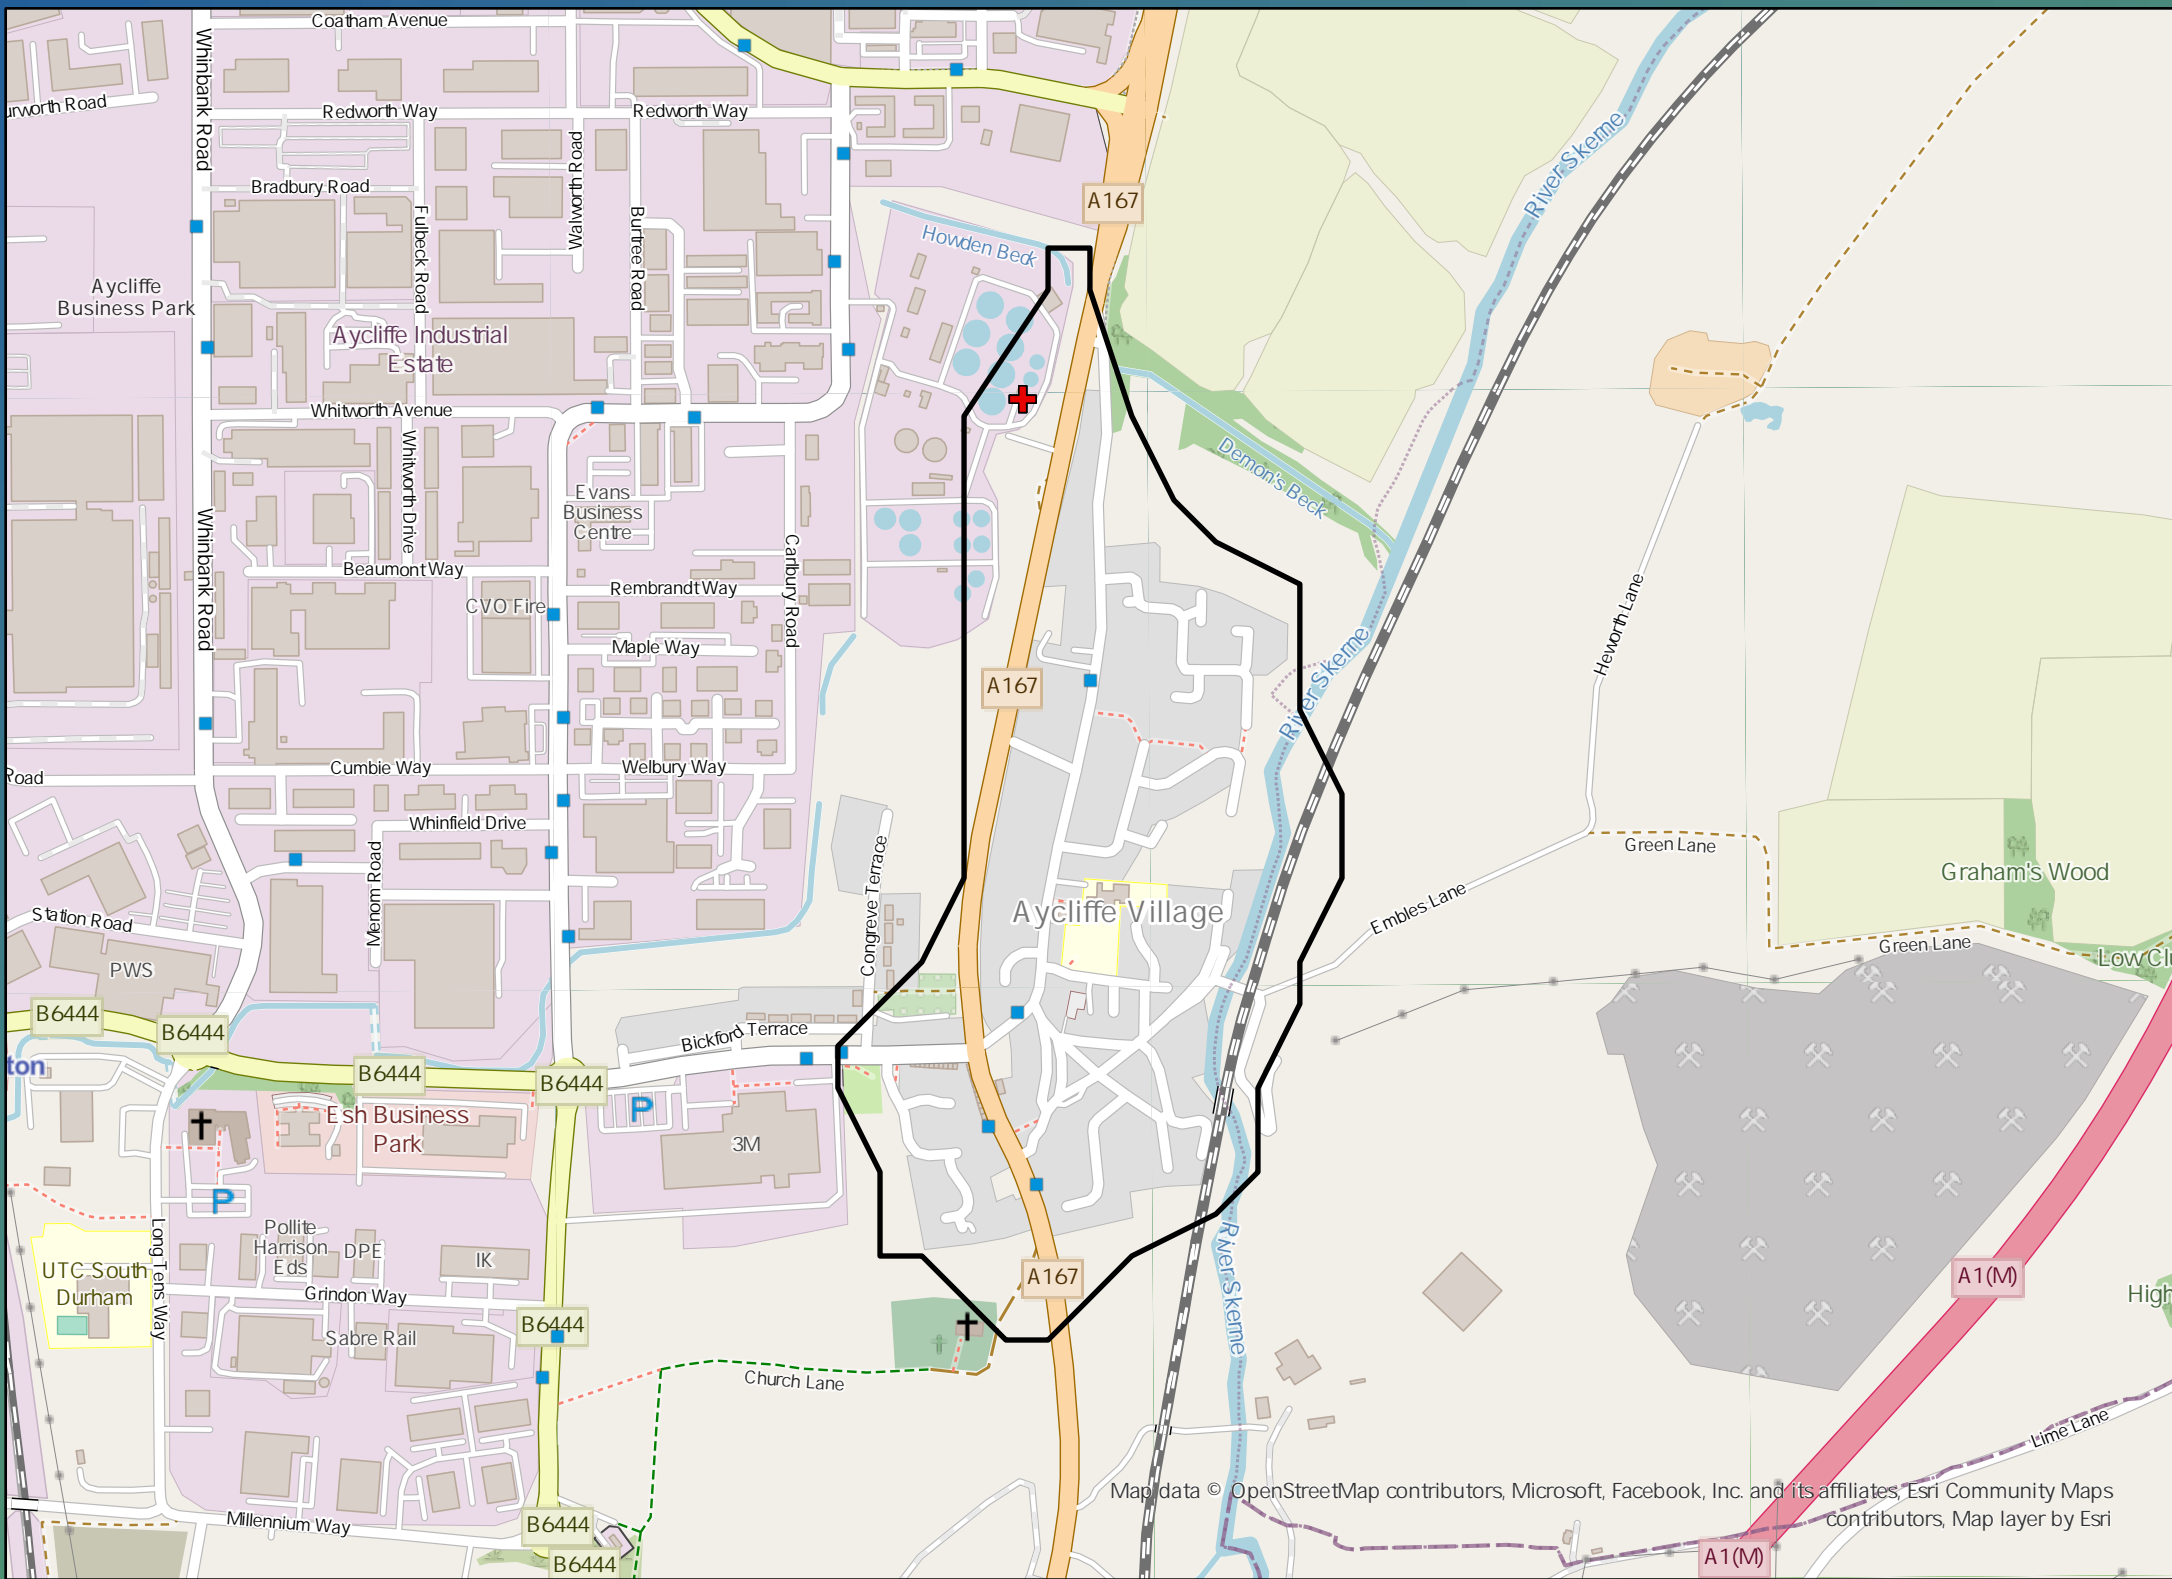 Coatham Avenue
Whinbank Road
urworth Road
Redworth Way
Redworth Way
River Skerne
Walworth Road
Bradbury Road
A167
Fulbeck Road
Burtree Road
Howden Beck
Aycliffe
Business Park
Aycliffe Industrial
Estate
Whitworth Avenue
Whitworth Drive
Demon's Beck
Evans
Business
Centre
Whinbank Road
Carlbury Road
Beaumont Way
Rembrandt Way
CVO Fire
Heworth Lane
Maple Way
River Skerne
A167
Road
Cumbie Way
Welbury Way
Whinfield Drive
Menom Road
Congreve Terrace
Green Lane
Graham's Wood
Embles Lane
Aycliffe Village
Station Road
Green Lane
PWS
Low Clu
B6444
B6444
Bickford Terrace
ton
B6444
B6444
Esh Business
Park
P
3M
P
Long Tens Way
Pollite
Harrison
Eds
DPE
IK
UTC South
Durham
River Skerne
A167
A1(M)
High
Grindon Way
B6444
Sabre Rail
Church Lane
Lime Lane
Map data © OpenStreetMap contributors, Microsoft, Facebook, Inc. and its affiliates, Esri Community Maps
contributors, Map layer by Esri
Millennium Way
B6444
B6444
A1(M)